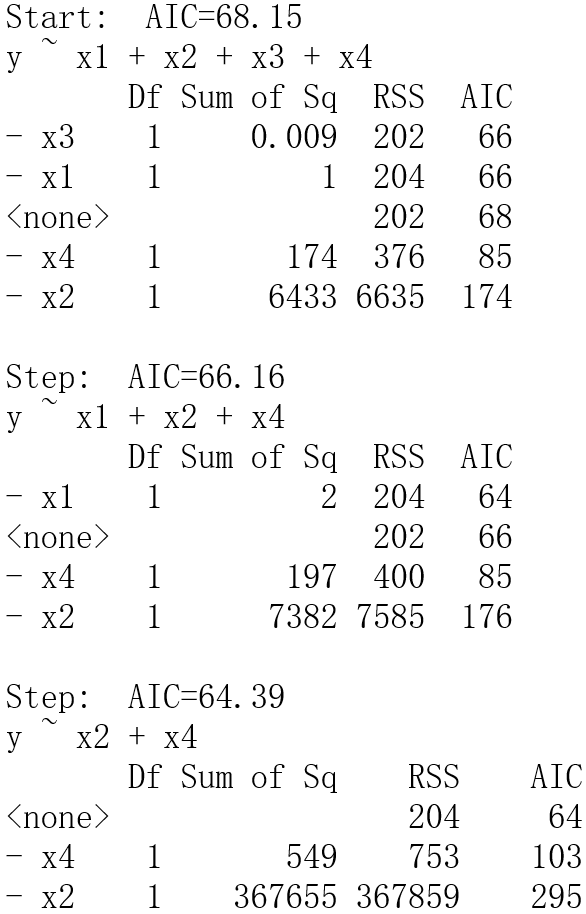 Start:  AIC=68.15
y ~ x1 + x2 + x3 + x4
       Df Sum of Sq  RSS  AIC
- x3    1     0.009  202   66
- x1    1         1  204   66
<none>               202   68
- x4    1       174  376   85
- x2    1      6433 6635  174

Step:  AIC=66.16
y ~ x1 + x2 + x4
       Df Sum of Sq  RSS  AIC
- x1    1         2  204   64
<none>               202   66
- x4    1       197  400   85
- x2    1      7382 7585  176

Step:  AIC=64.39
y ~ x2 + x4
       Df Sum of Sq    RSS    AIC
<none>                 204     64
- x4    1       549    753    103
- x2    1    367655 367859    295